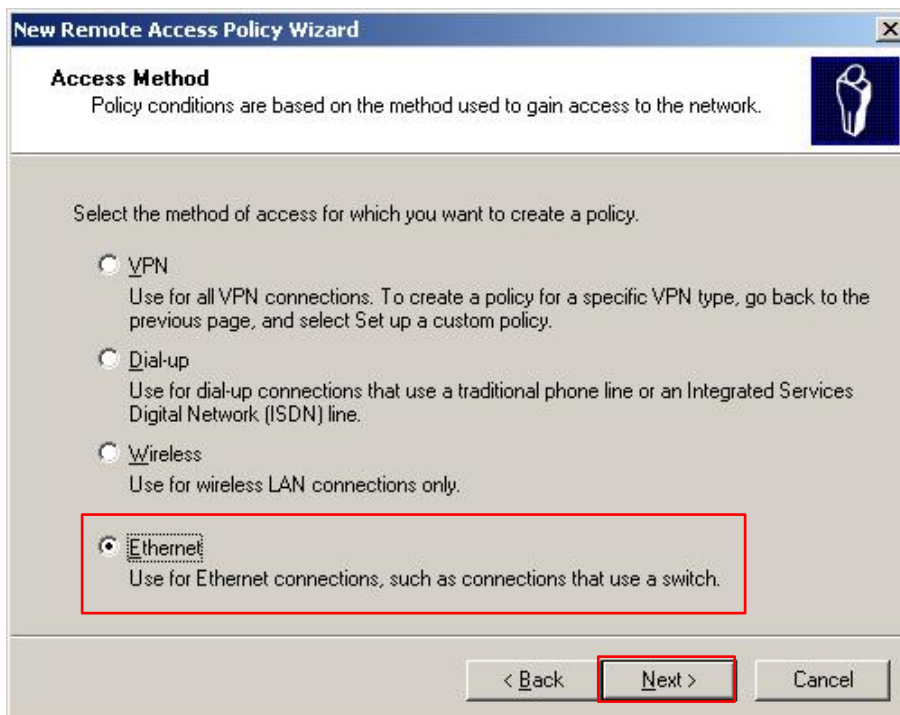 New Remote Access Policy Wizard
Access Method
Policy conditions are based on the method used to gain access to the network.
Select the method of access for which you want to create a policy.
VPN
Use for all VPN connections. To create a policy for a specific VPN type, go back to the
previous page, and select Set up a custom policy.
Dial-up
Use for dial-up connections that use a traditional phone line or an Integrated Services
Digital Network (ISDN) line.
Wireless
Use for wireless LAN connections only.
Ethernet
Use for Ethernet connections, such as connections that use a switch.
< Back Next > Cancel